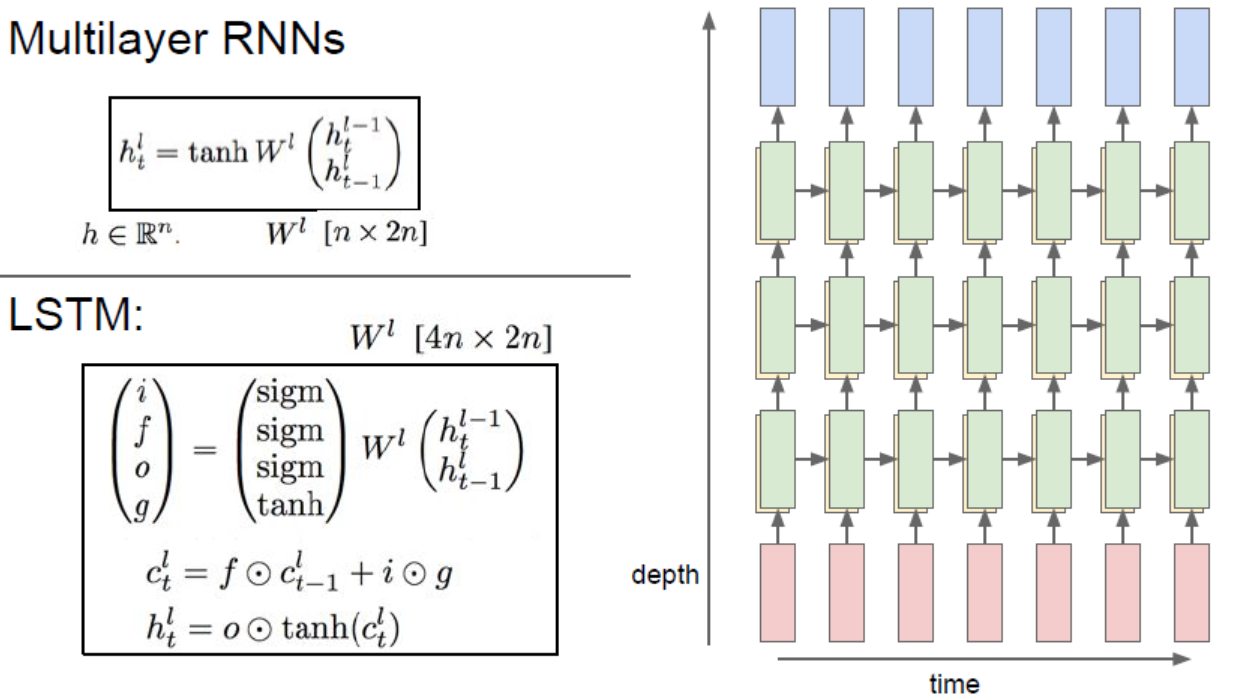 Multilayer RNNs
h_t^l = tanh W^l (h_t^{l-1} h_{t-1}^l)
h ∈ ℝ^n. W^l [n × 2n]
LSTM:
W^l [4n × 2n]
(i f o g) = (sigm sigm sigm tanh) W^l (h_t^{l-1} h_{t-1}^l)
c_t^l = f ⊙ c_{t-1}^l + i ⊙ g
h_t^l = o ⊙ tanh(c_t^l)
depth
time